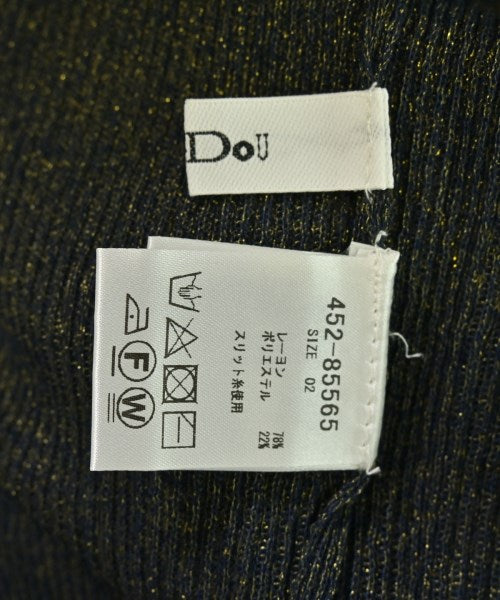 DoU
452-85565
SIZE 02
レーヨン 78%
ポリエステル 22%
スリット糸使用
F W